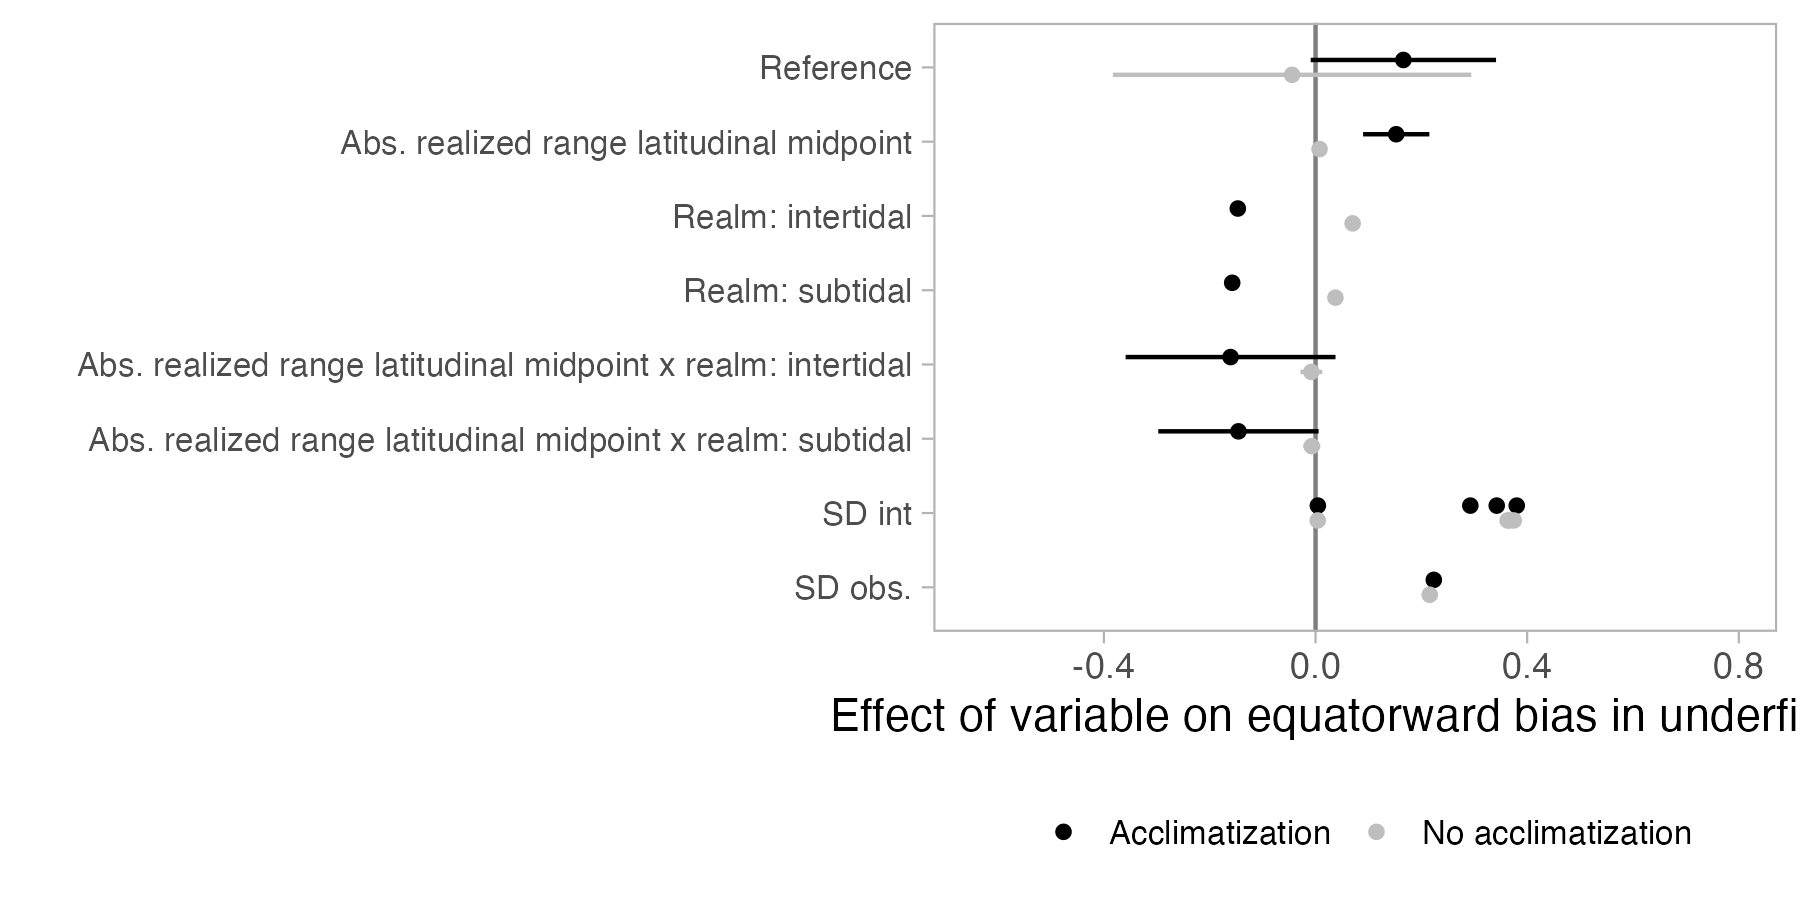 Reference
Abs. realized range latitudinal midpoint
Realm: intertidal
Realm: subtidal
Abs. realized range latitudinal midpoint x realm: intertidal
Abs. realized range latitudinal midpoint x realm: subtidal
SD int
SD obs.
-0.4 0.0 0.4 0.8
Effect of variable on equatorward bias in underfi
Acclimatization No acclimatization